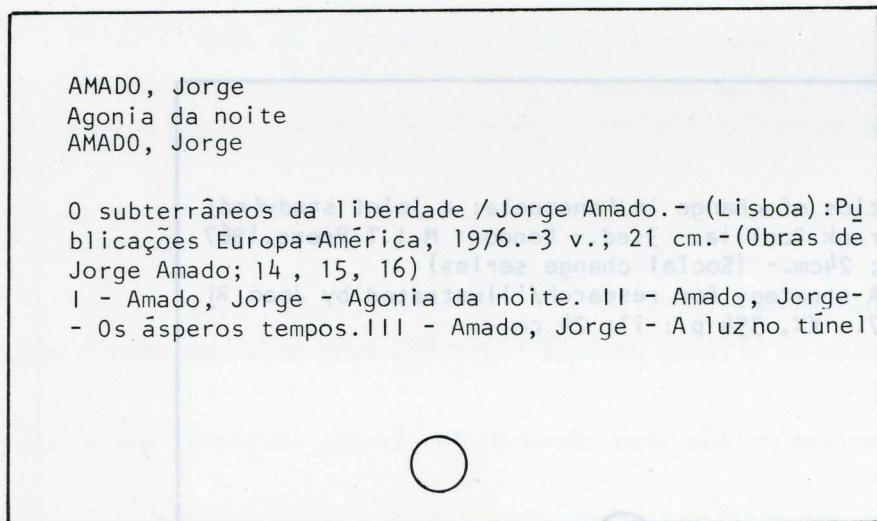 AMADO, Jorge
Agonia da noite
AMADO, Jorge
O subterrâneos da liberdade /Jorge Amado.- (Lisboa):Pu
blicações Europa-América, 1976.- 3 v. ; 21 cm.-(Obras de
Jorge Amado; 14 , 15, 16)
I - Amado, Jorge - Agonia da noite.II - Amado, Jorge-
- Os ásperos tempos.III - Amado, Jorge - A luz no túnel